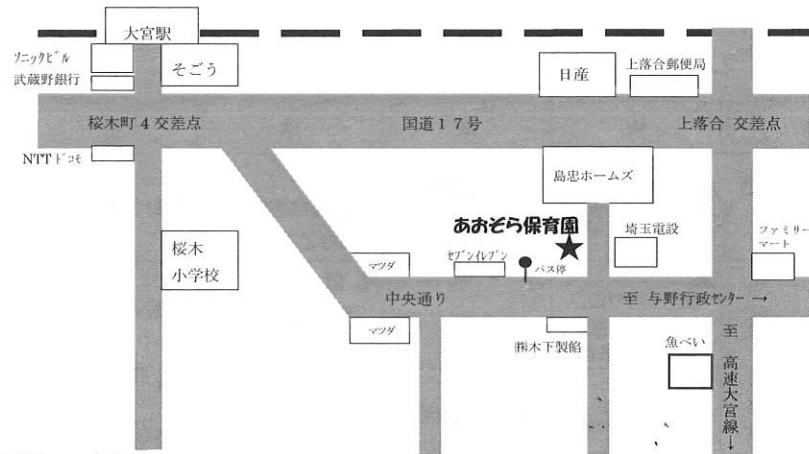 大宮駅
ソニックビル
武蔵野銀行
そごう
日産
上落合郵便局
桜木町4交差点
国道17号
上落合 交差点
NTTドコモ
島忠ホームズ
あおぞら保育園
埼玉電設
ファミリー
マート
桜木
小学校
マツダ
セブンイレブン
バス停
中央通り
至 与野行政センター →
マツダ
㈱木下製餡
魚べい
至 高速大宮線→